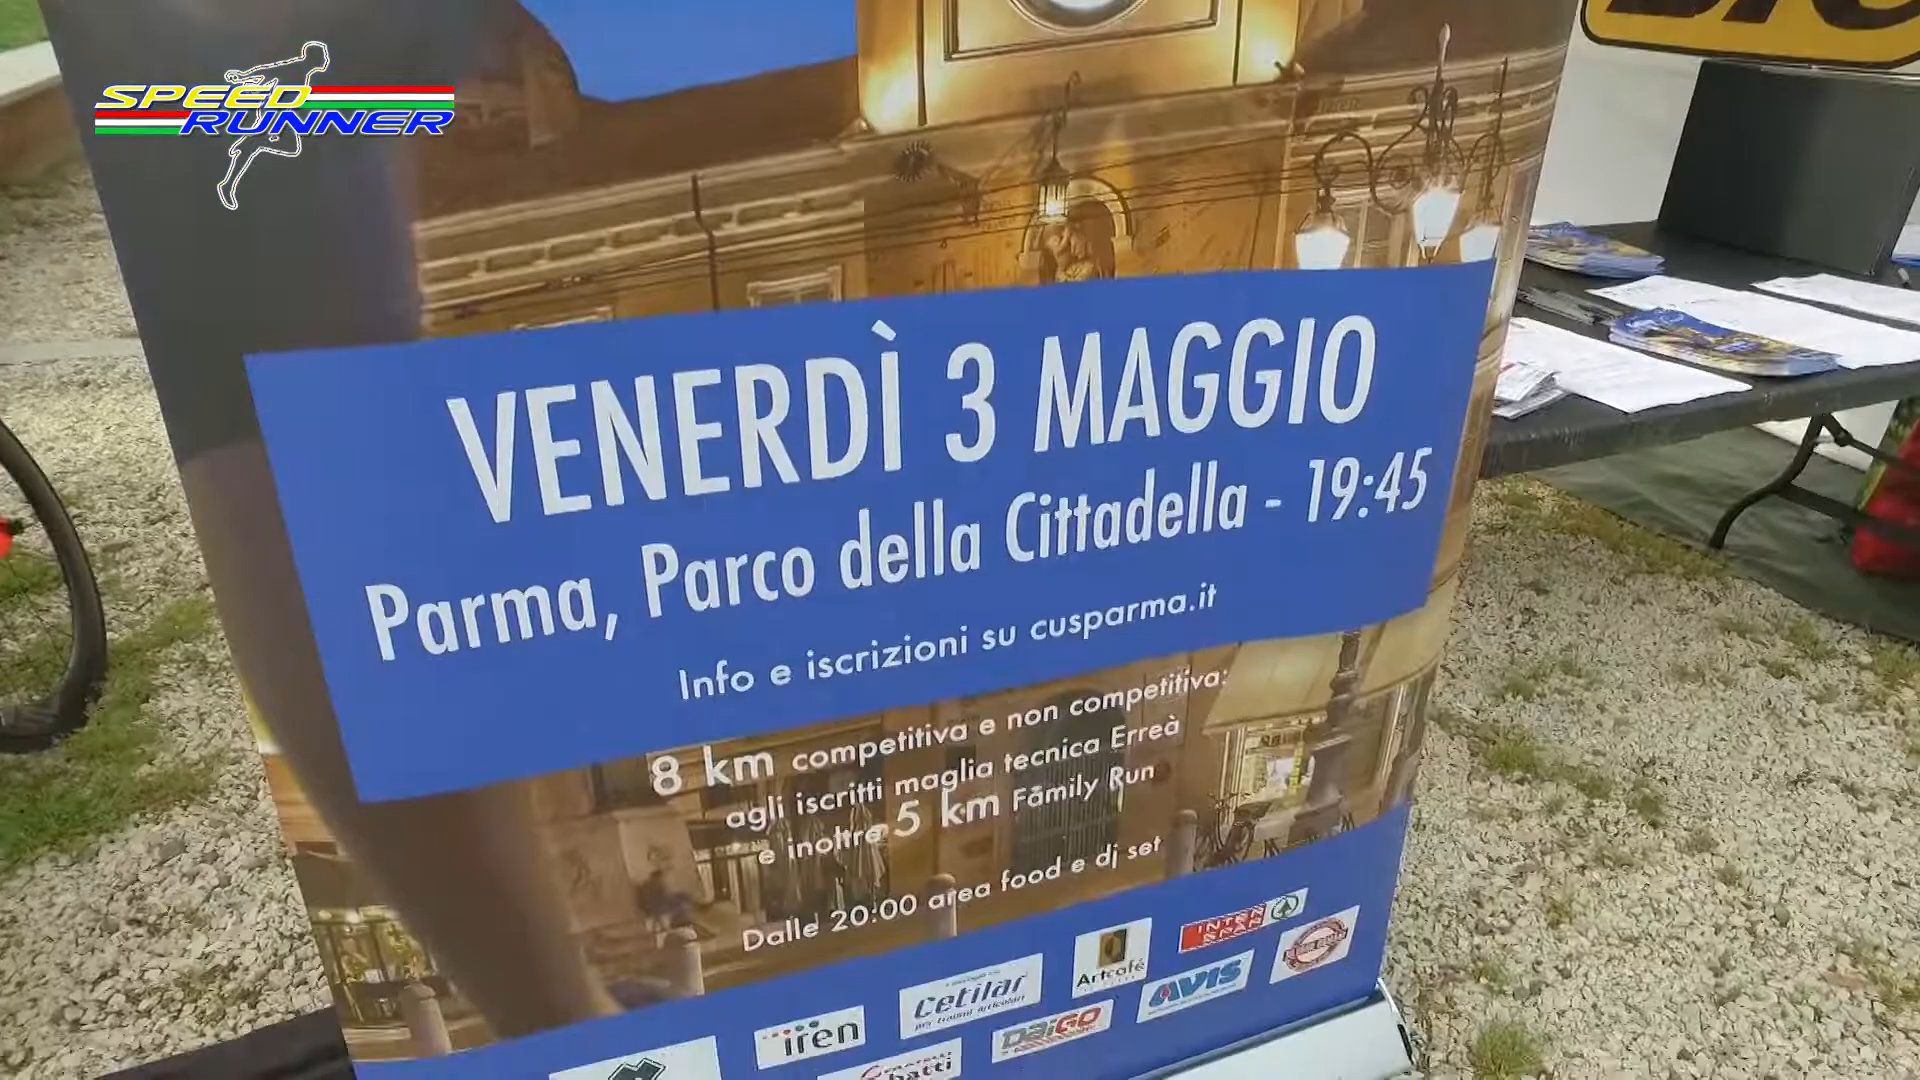 SPEED
RUNNER
VENERDÌ 3 MAGGIO
Parma, Parco della Cittadella - 19:45
Info e iscrizioni su cusparma.it
8 km competitiva e non competitiva:
agli iscritti maglia tecnica Erreà
e inoltre 5 km Family Run
Dalle 20:00 area food e dj set
INTER
SPAR
Artcafé
Cetilar
AVIS
iren
DAIGO